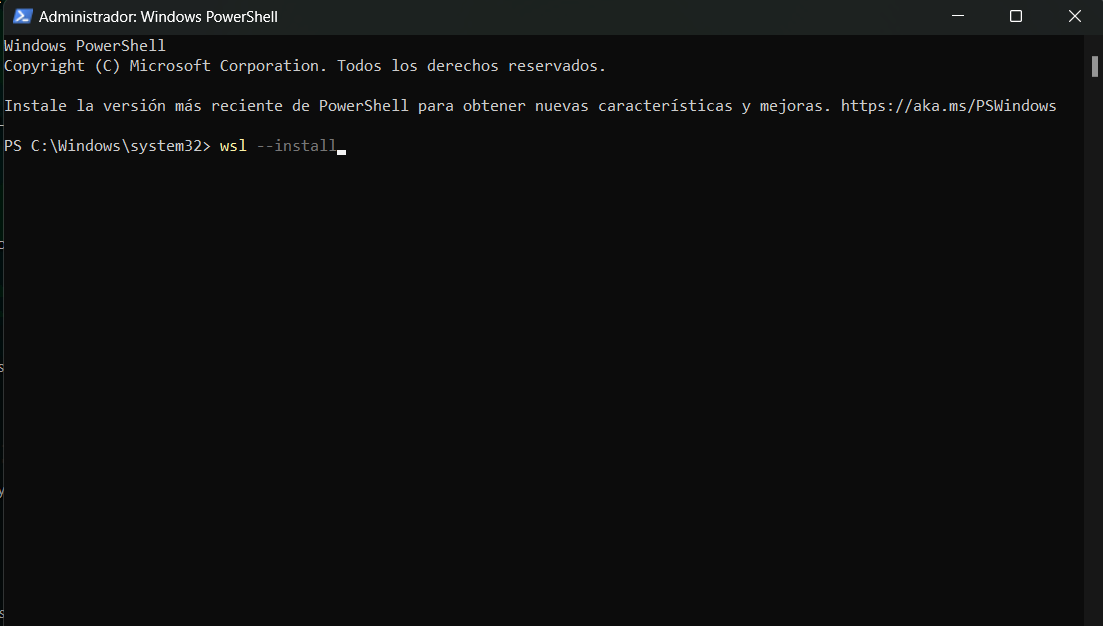 Administrador: Windows PowerShell
Windows PowerShell
Copyright (C) Microsoft Corporation. Todos los derechos reservados.
Instale la versión más reciente de PowerShell para obtener nuevas características y mejoras. https://aka.ms/PSWindows
PS C:\Windows\system32> wsl --install